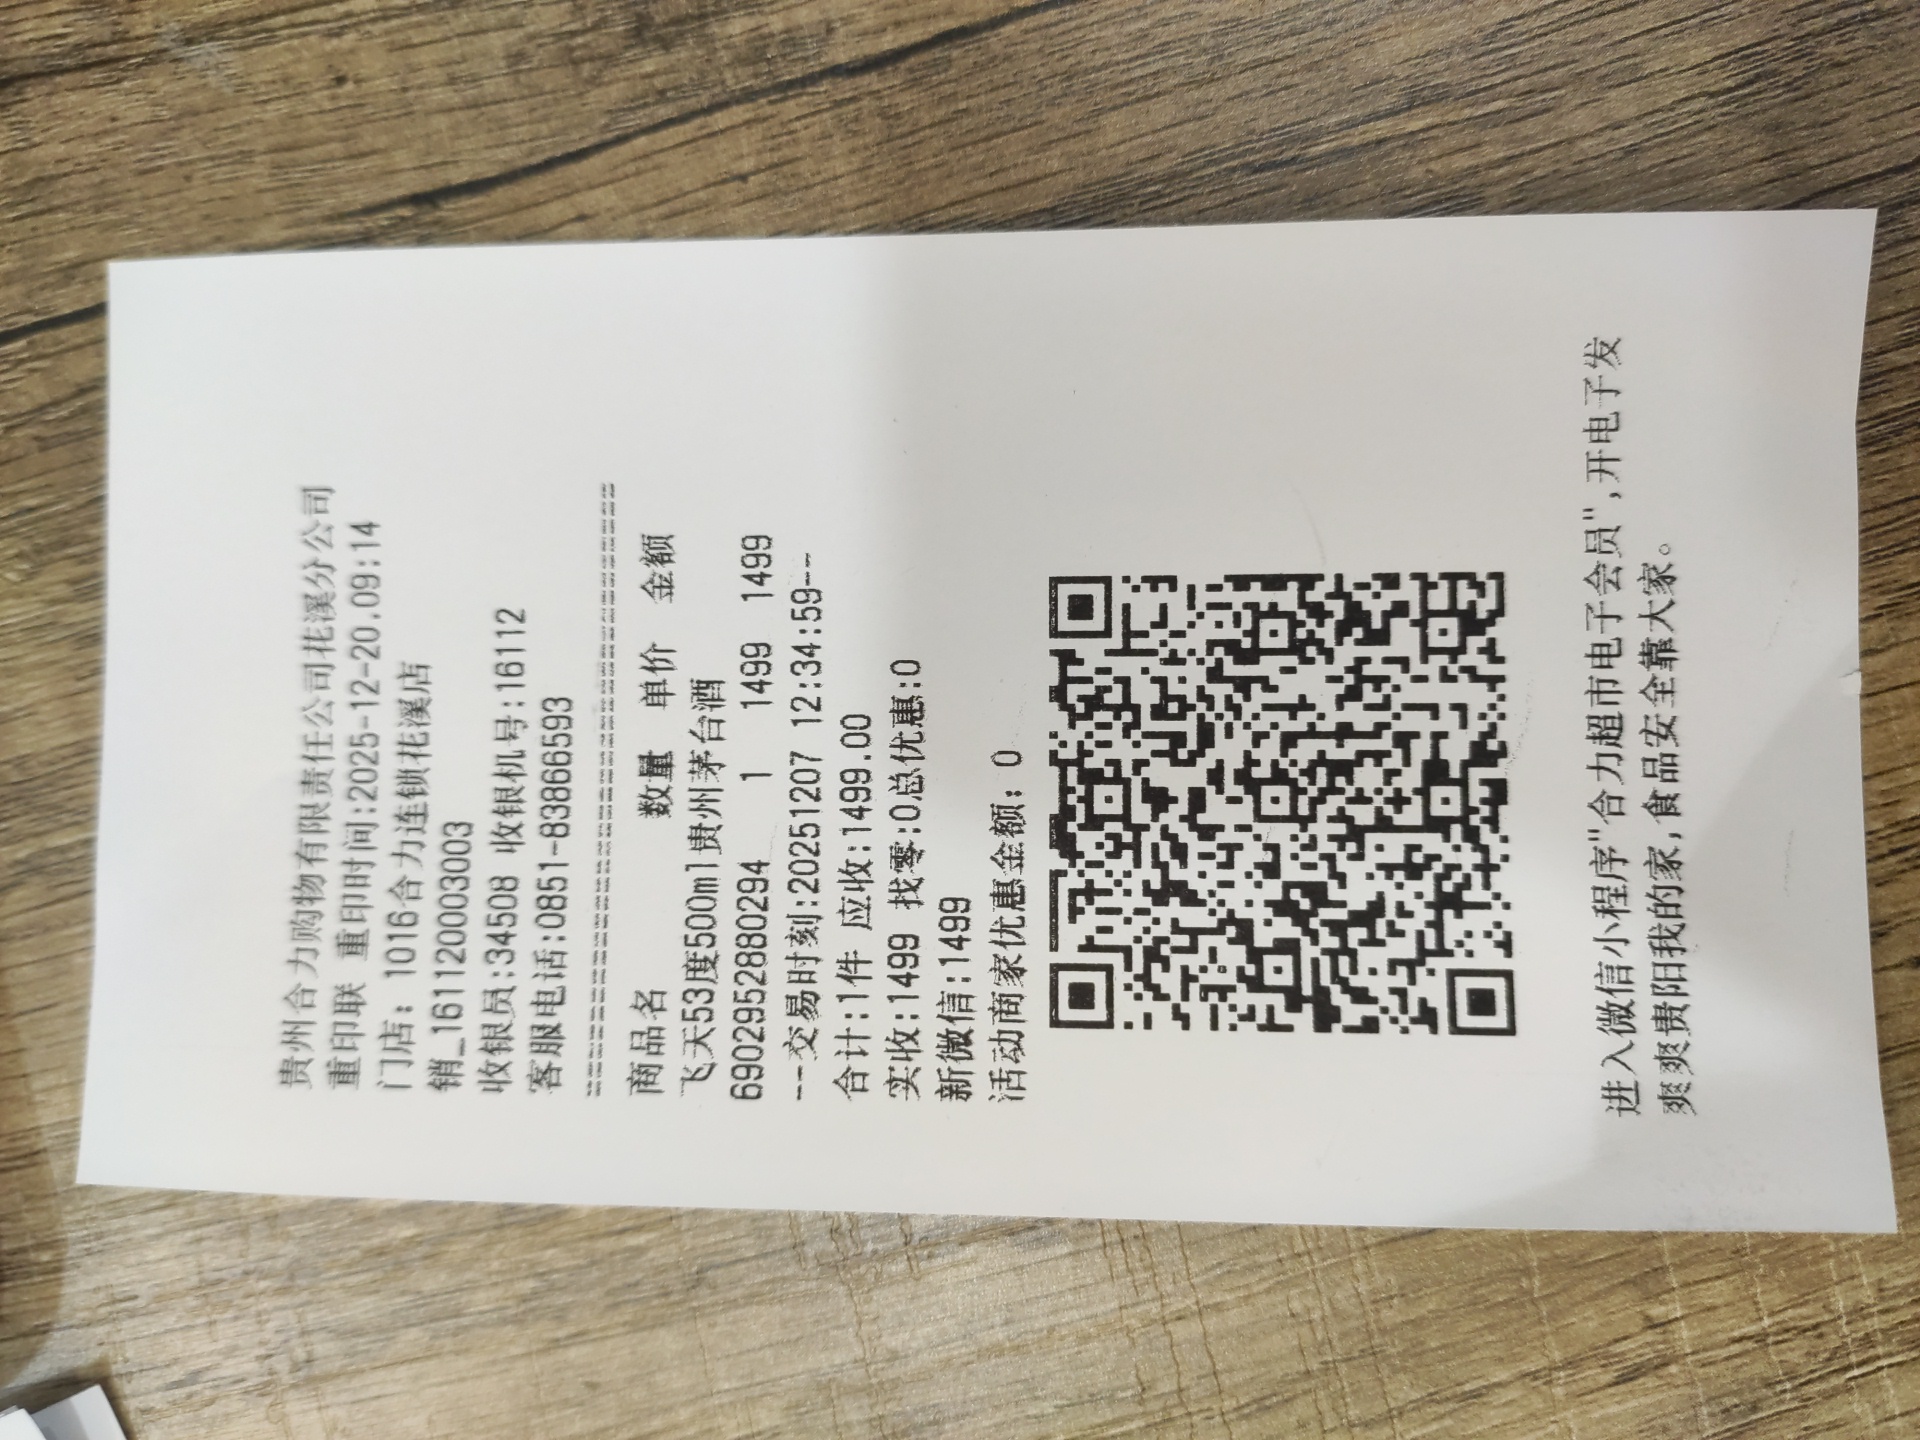 贵州合力购物有限责任公司花溪分公司
重印联 重印时间:2025-12-20.09:14
门店: 1016合力连锁花溪店
销_161120003003
收银员:34508 收银机号:16112
客服电话:0851-83866593
==========================================
商品名 数量 单价 金额
飞天53度500ml贵州茅台酒
6902952880294 1 1499 1499
--交易时刻:20251207 12:34:59--
合计:1件 应收:1499.00
实收:1499 找零:0总优惠:0
新微信:1499
活动商家优惠金额: 0
进入微信小程序"合力超市电子会员",开电子发
爽爽贵阳我的家,食品安全靠大家。